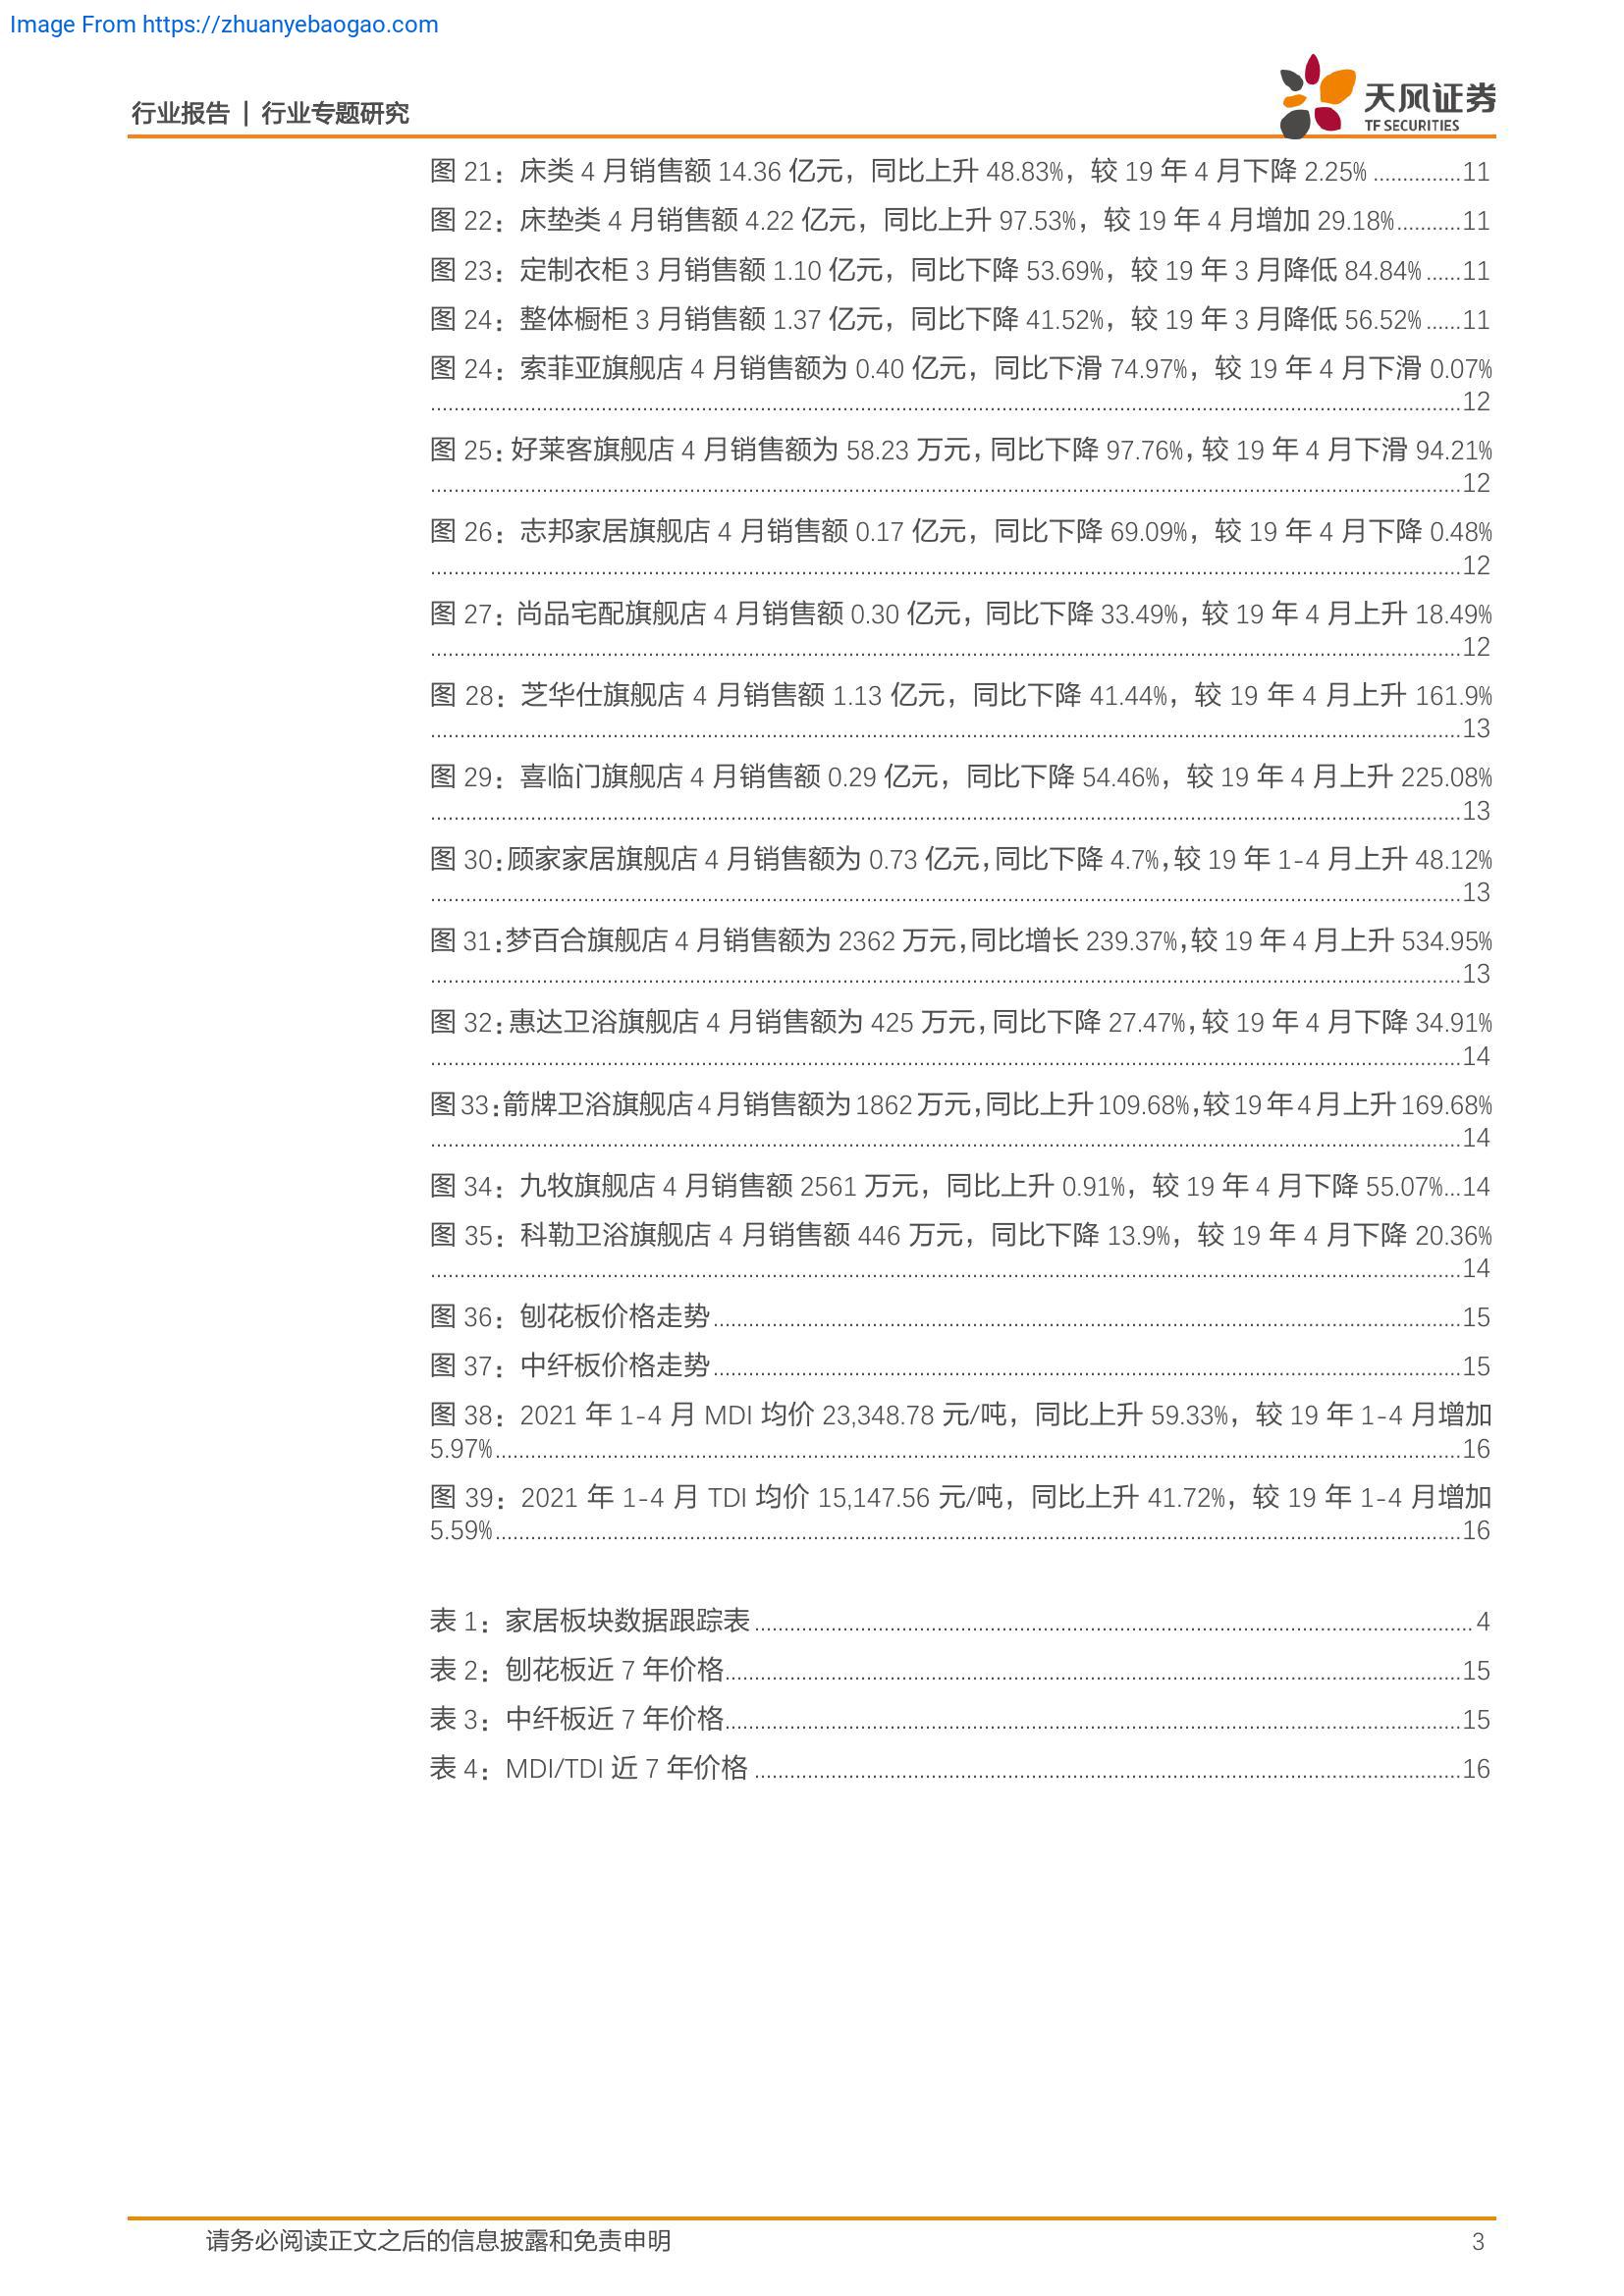 Image From https://zhuanyebaogao.com
行业报告 | 行业专题研究
天风证券
TF SECURITIES
图 21：床类 4 月销售额 14.36 亿元，同比上升 48.83%，较 19 年 4 月下降 2.25% ...............11
图 22：床垫类 4 月销售额 4.22 亿元，同比上升 97.53%，较 19 年 4 月增加 29.18%...........11
图 23：定制衣柜 3 月销售额 1.10 亿元，同比下降 53.69%，较 19 年 3 月降低 84.84% ......11
图 24：整体橱柜 3 月销售额 1.37 亿元，同比下降 41.52%，较 19 年 3 月降低 56.52% ......11
图 24：索菲亚旗舰店 4 月销售额为 0.40 亿元，同比下滑 74.97%，较 19 年 4 月下滑 0.07%
...............12
图 25：好莱客旗舰店 4 月销售额为 58.23 万元，同比下降 97.76%，较 19 年 4 月下滑 94.21%
...............12
图 26：志邦家居旗舰店 4 月销售额 0.17 亿元，同比下降 69.09%，较 19 年 4 月下降 0.48%
...............12
图 27：尚品宅配旗舰店 4 月销售额 0.30 亿元，同比下降 33.49%，较 19 年 4 月上升 18.49%
...............12
图 28：芝华仕旗舰店 4 月销售额 1.13 亿元，同比下降 41.44%，较 19 年 4 月上升 161.9%
...............13
图 29：喜临门旗舰店 4 月销售额 0.29 亿元，同比下降 54.46%，较 19 年 4 月上升 225.08%
...............13
图 30：顾家家居旗舰店 4 月销售额为 0.73 亿元，同比下降 4.7%，较 19 年 1-4 月上升 48.12%
...............13
图 31：梦百合旗舰店 4 月销售额为 2362 万元，同比增长 239.37%，较 19 年 4 月上升 534.95%
...............13
图 32：惠达卫浴旗舰店 4 月销售额为 425 万元，同比下降 27.47%，较 19 年 4 月下降 34.91%
...............14
图 33：箭牌卫浴旗舰店 4 月销售额为 1862 万元，同比上升 109.68%，较 19 年 4 月上升 169.68%
...............14
图 34：九牧旗舰店 4 月销售额 2561 万元，同比上升 0.91%，较 19 年 4 月下降 55.07%...14
图 35：科勒卫浴旗舰店 4 月销售额 446 万元，同比下降 13.9%，较 19 年 4 月下降 20.36%
...............14
图 36：刨花板价格走势...............15
图 37：中纤板价格走势...............15
图 38：2021 年 1-4 月 MDI 均价 23,348.78 元/吨，同比上升 59.33%，较 19 年 1-4 月增加
5.97%...............16
图 39：2021 年 1-4 月 TDI 均价 15,147.56 元/吨，同比上升 41.72%，较 19 年 1-4 月增加
5.59%...............16
表 1：家居板块数据跟踪表............... 4
表 2：刨花板近 7 年价格...............15
表 3：中纤板近 7 年价格...............15
表 4：MDI/TDI 近 7 年价格 ...............16
请务必阅读正文之后的信息披露和免责申明
3